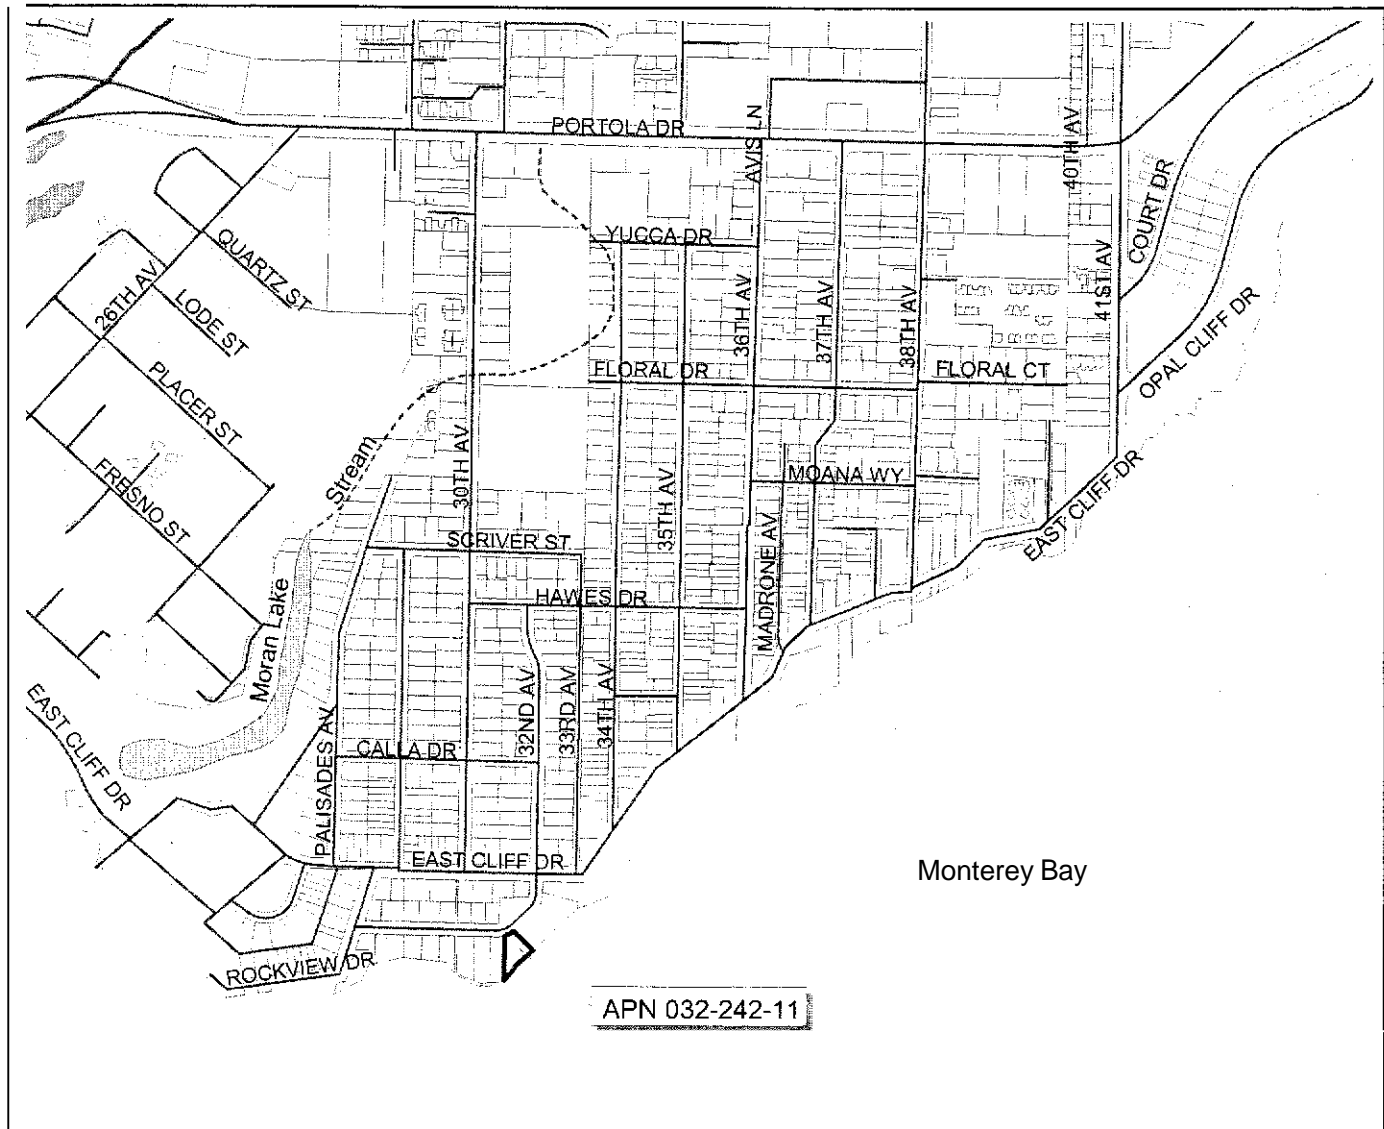 PORTOLA DR
AVIS LN
40TH AV
COURT DR
QUARTZ ST
YUCCA DR
26TH AV
LODE ST
36TH AV
37TH AV
38TH AV
41ST AV
OPAL CLIFF DR
PLACER ST
FLORAL DR
FLORAL CT
Stream
30TH AV
FRESNO ST
35TH AV
MOANA WY
EAST CLIFF DR
SCRIVER ST
MADRONE AV
HAWES DR
Moran Lake
EAST CLIFF DR
PALISADES AV
CALLA DR
32ND AV
33RD AV
34TH AV
EAST CLIFF DR
Monterey Bay
ROCKVIEW DR
APN 032-242-11